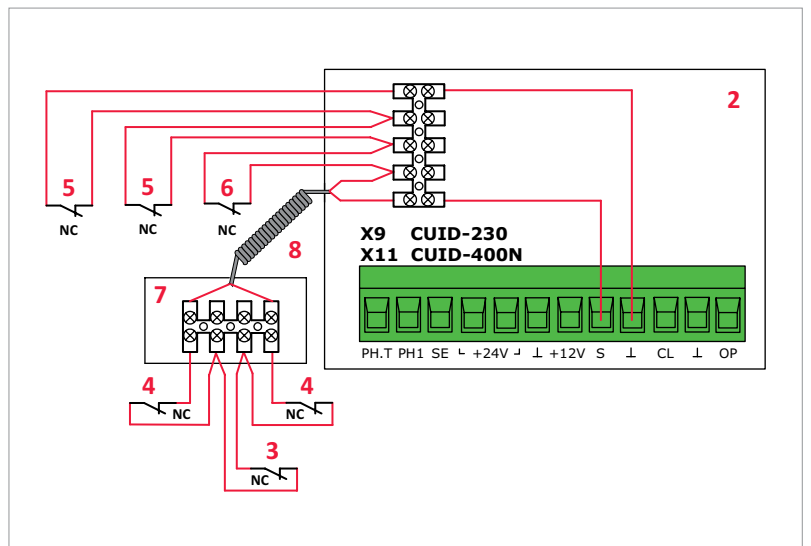 2
5 5 6
NC NC NC
8
X9 CUID-230
X11 CUID-400N
7
PH.T PH1 SE ┗ +24V ┛ ⊥ +12V S ⊥ CL ⊥ OP
4 4
NC NC
3
NC